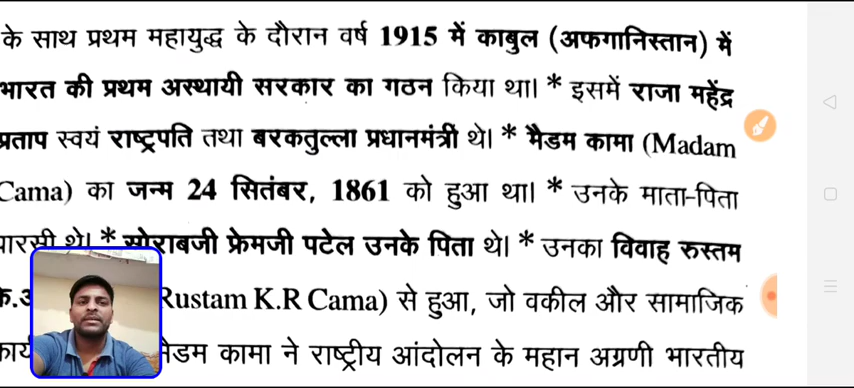 के साथ प्रथम महायुद्ध के दौरान वर्ष 1915 में काबुल (अफगानिस्तान) में
भारत की प्रथम अस्थायी सरकार का गठन किया था। * इसमें राजा महेंद्र
प्रताप स्वयं राष्ट्रपति तथा बरकतुल्ला प्रधानमंत्री थे। * मैडम कामा (Madam
Cama) का जन्म 24 सितंबर, 1861 को हुआ था। * उनके माता-पिता
पारसी थे। * सोराबजी फ्रेमजी पटेल उनके पिता थे। * उनका विवाह रुस्तम
Rustam K.R Cama) से हुआ, जो वकील और सामाजिक
मैडम कामा ने राष्ट्रीय आंदोलन के महान अग्रणी भारतीय